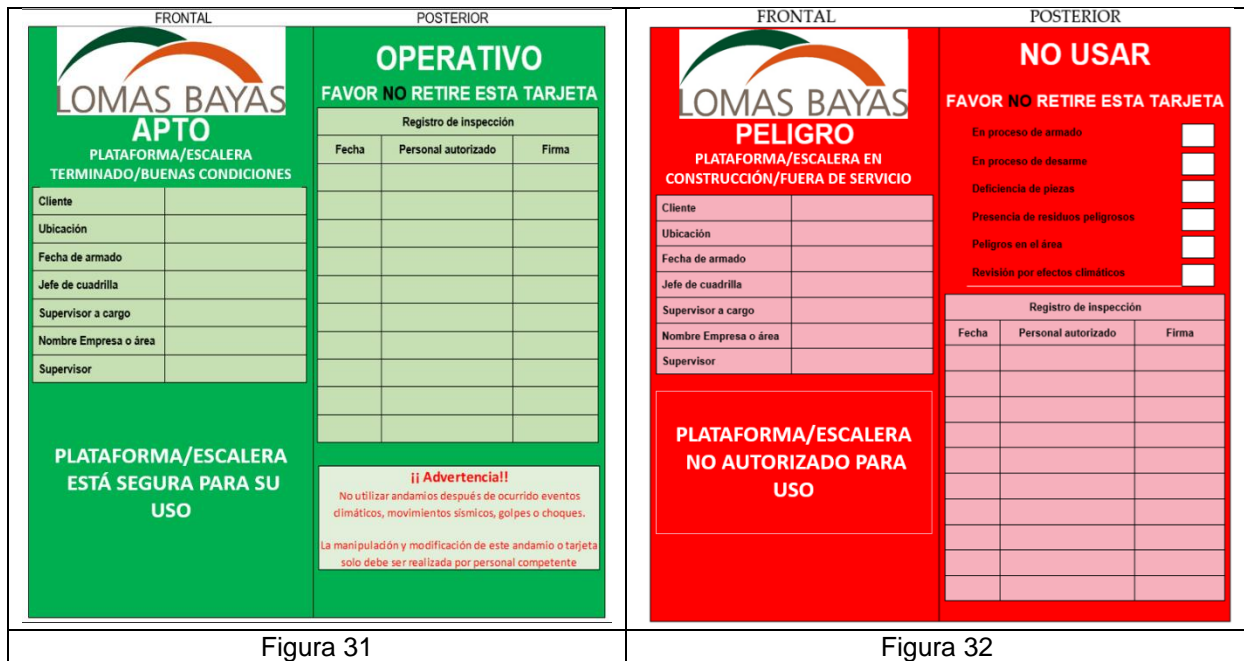 FRONTAL
POSTERIOR
LOMAS BAYAS
APTO
PLATAFORMA/ESCALERA
TERMINADO/BUENAS CONDICIONES
Cliente
Ubicación
Fecha de armado
Jefe de cuadrilla
Supervisor a cargo
Nombre Empresa o área
Supervisor
PLATAFORMA/ESCALERA
ESTÁ SEGURA PARA SU
USO
OPERATIVO
FAVOR NO RETIRE ESTA TARJETA
Registro de inspección
Fecha Personal autorizado Firma
¡¡ Advertencia!!
No utilizar andamios después de ocurrido eventos
climáticos, movimientos sísmicos, golpes o choques.
La manipulación y modificación de este andamio o tarjeta
solo debe ser realizada por personal competente
Figura 31
FRONTAL
POSTERIOR
LOMAS BAYAS
PELIGRO
PLATAFORMA/ESCALERA EN
CONSTRUCCIÓN/FUERA DE SERVICIO
Cliente
Ubicación
Fecha de armado
Jefe de cuadrilla
Supervisor a cargo
Nombre Empresa o área
Supervisor
PLATAFORMA/ESCALERA
NO AUTORIZADO PARA
USO
NO USAR
FAVOR NO RETIRE ESTA TARJETA
En proceso de armado
En proceso de desarme
Deficiencia de piezas
Presencia de residuos peligrosos
Peligros en el área
Revisión por efectos climáticos
Registro de inspección
Fecha Personal autorizado Firma
Figura 32